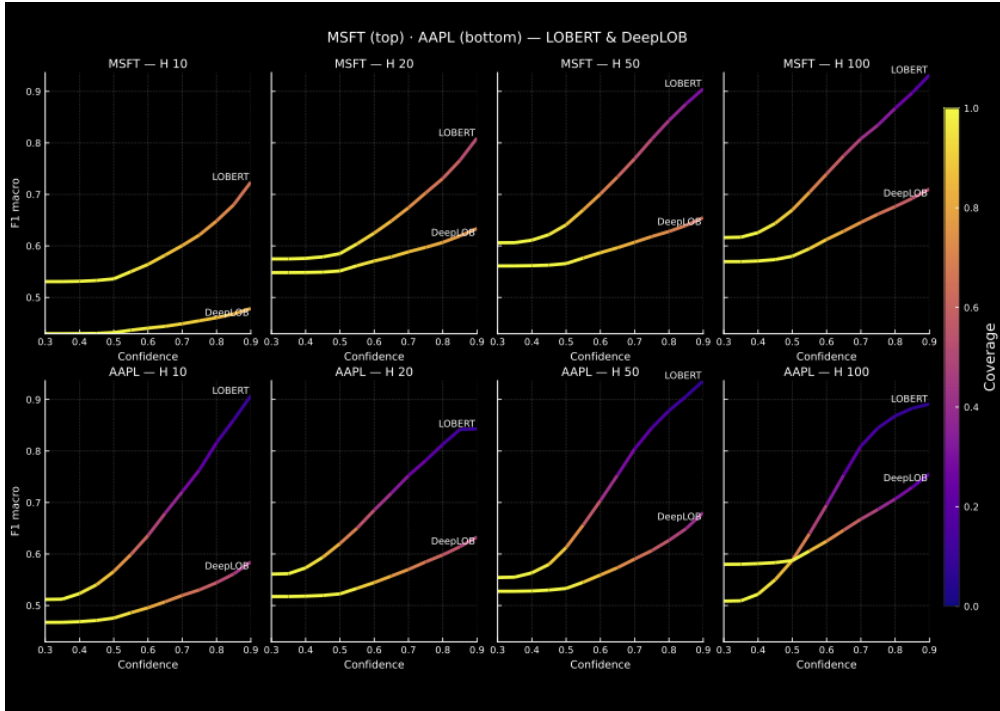 MSFT (top) · AAPL (bottom) — LOBERT & DeepLOB
MSFT — H 10
MSFT — H 20
MSFT — H 50
MSFT — H 100
F1 macro
0.9
0.8
0.7
0.6
0.5
LOBERT
DeepLOB
LOBERT
DeepLOB
LOBERT
DeepLOB
LOBERT
DeepLOB
0.3 0.4 0.5 0.6 0.7 0.8 0.9
0.3 0.4 0.5 0.6 0.7 0.8 0.9
0.3 0.4 0.5 0.6 0.7 0.8 0.9
0.3 0.4 0.5 0.6 0.7 0.8 0.9
Confidence
Confidence
Confidence
Confidence
AAPL — H 10
AAPL — H 20
AAPL — H 50
AAPL — H 100
F1 macro
0.9
0.8
0.7
0.6
0.5
LOBERT
DeepLOB
LOBERT
DeepLOB
LOBERT
DeepLOB
LOBERT
DeepLOB
0.3 0.4 0.5 0.6 0.7 0.8 0.9
0.3 0.4 0.5 0.6 0.7 0.8 0.9
0.3 0.4 0.5 0.6 0.7 0.8 0.9
0.3 0.4 0.5 0.6 0.7 0.8 0.9
Confidence
Confidence
Confidence
Confidence
1.0
0.8
0.6
0.4
0.2
0.0
Coverage